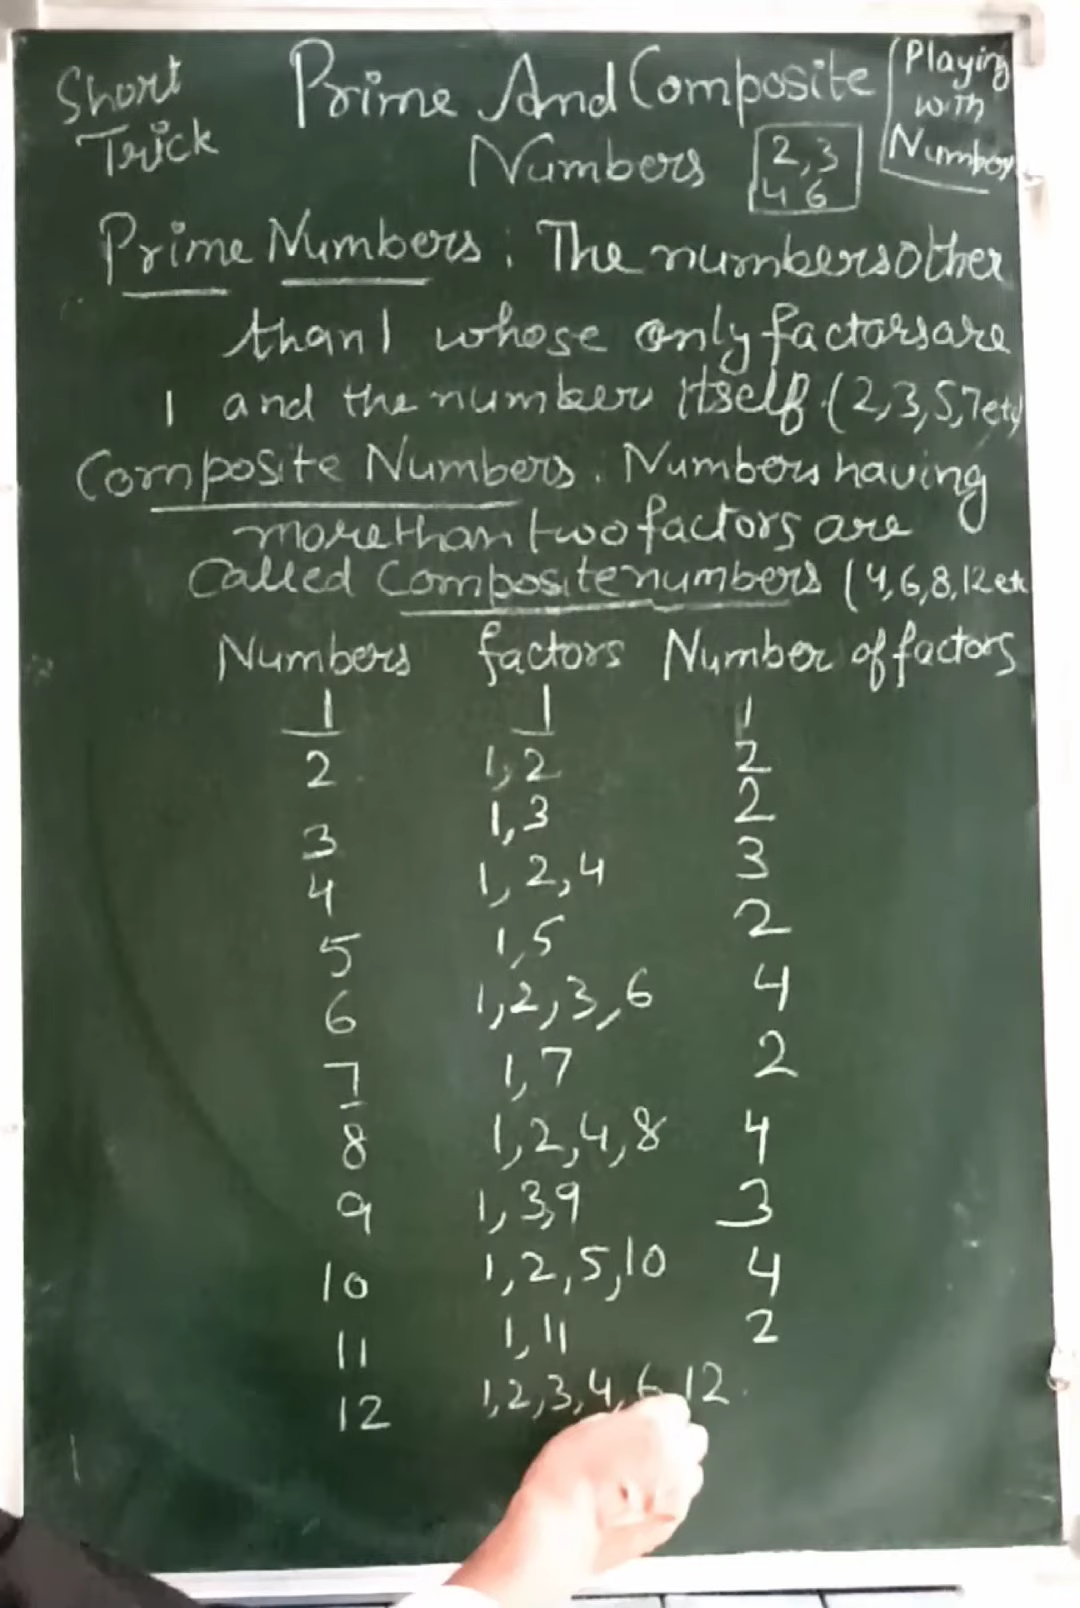 Short
Trick
Prime And Composite
Numbers
2, 3
4 6
Playing
with
Number
Prime Numbers : The numbers other
than 1 whose only factors are
1 and the number itself. (2, 3, 5, 7 etc)
Composite Numbers. Numbers having
more than two factors are
Called Composite numbers (4, 6, 8, 12 etc
Numbers factors Number of factors
1 1 1
2 1, 2 2
3 1, 3 2
4 1, 2, 4 3
5 1, 5 2
6 1, 2, 3, 6 4
7 1, 7 2
8 1, 2, 4, 8 4
9 1, 3, 9 3
10 1, 2, 5, 10 4
11 1, 11 2
12 1, 2, 3, 4, 6, 12